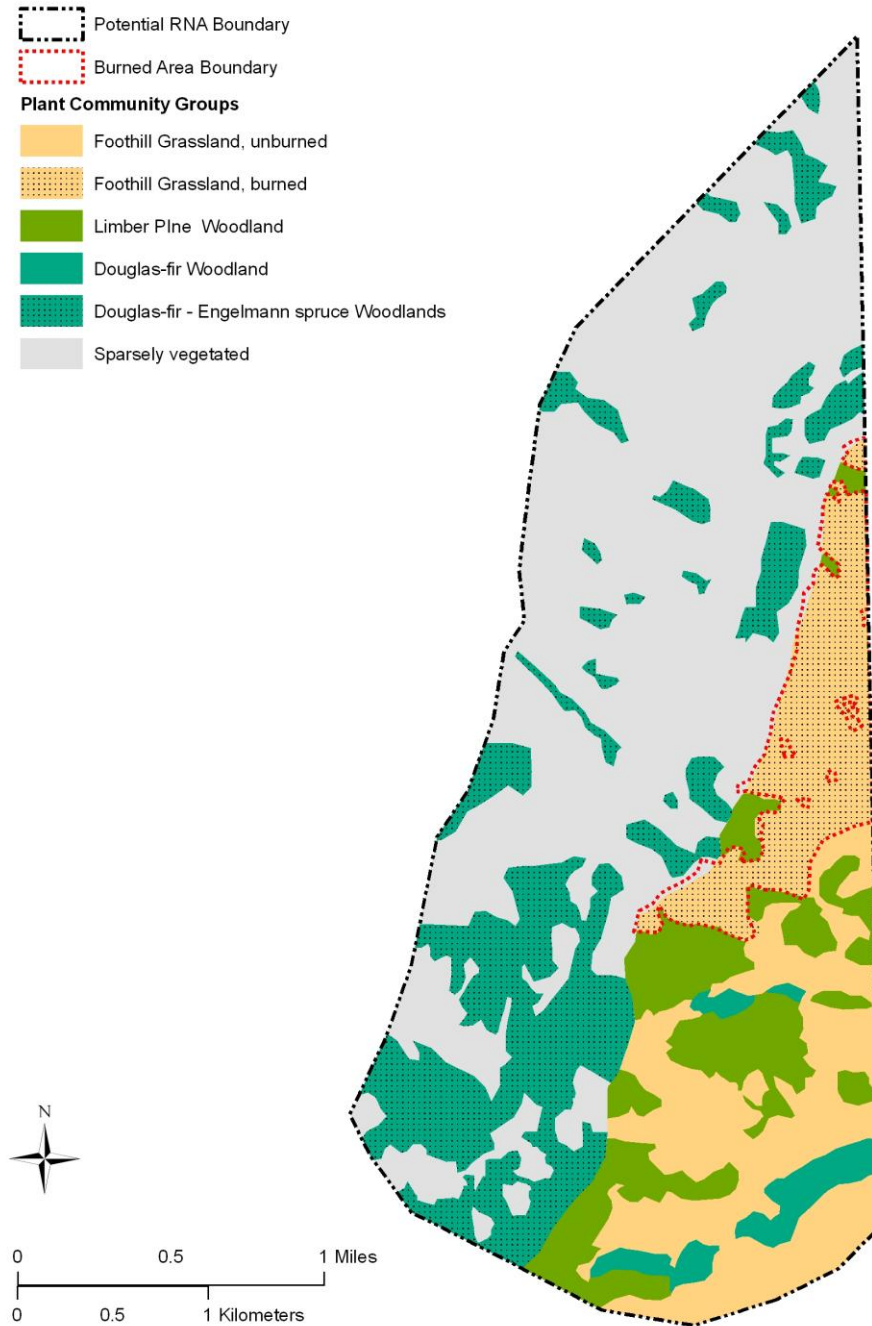 Potential RNA Boundary
Burned Area Boundary
Plant Community Groups
Foothill Grassland, unburned
Foothill Grassland, burned
Limber PIne  Woodland
Douglas-fir Woodland
Douglas-fir - Engelmann spruce Woodlands
Sparsely vegetated
N
0 0.5 1 Miles
0 0.5 1 Kilometers